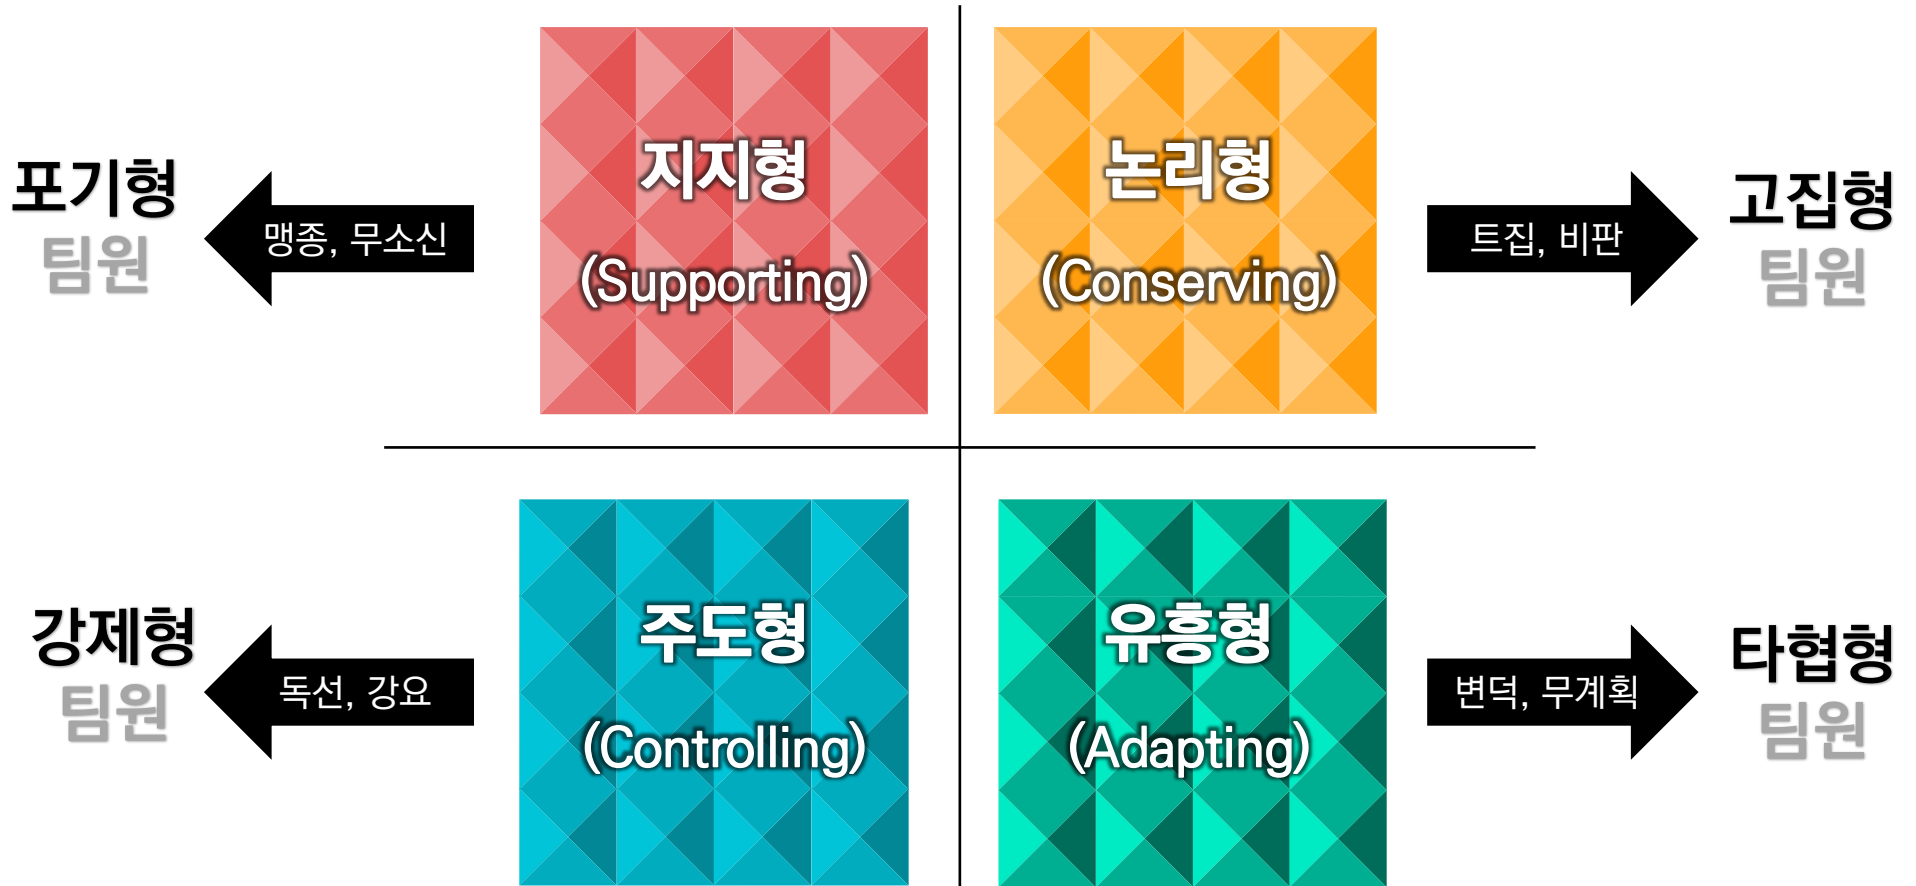 포기형
팀원
맹종, 무소신
지지형
(Supporting)
논리형
(Conserving)
트집, 비판
고집형
팀원
강제형
팀원
독선, 강요
주도형
(Controlling)
유흥형
(Adapting)
변덕, 무계획
타협형
팀원